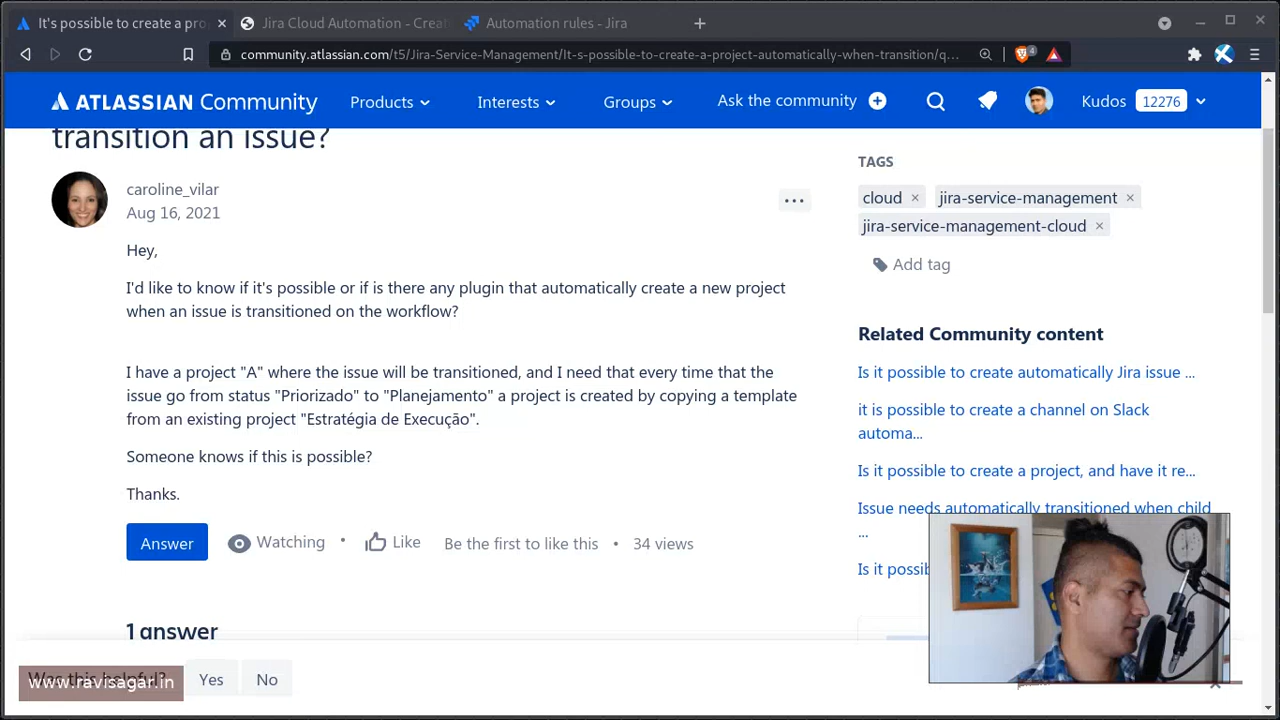 It's possible to create a pro
Jira Cloud Automation - Creat
Automation rules - Jira
community.atlassian.com/t5/Jira-Service-Management/It-s-possible-to-create-a-project-automatically-when-transition/q...
4
ATLASSIAN Community
Products
Interests
Groups
Ask the community
Kudos 12276
transition an issue?
caroline_vilar
Aug 16, 2021
...
Hey,
I'd like to know if it's possible or if is there any plugin that automatically create a new project
when an issue is transitioned on the workflow?
I have a project "A" where the issue will be transitioned, and I need that every time that the
issue go from status "Priorizado" to "Planejamento" a project is created by copying a template
from an existing project "Estratégia de Execução".
Someone knows if this is possible?
Thanks.
Answer
Watching • Like Be the first to like this • 34 views
1 answer
TAGS
cloud × jira-service-management ×
jira-service-management-cloud ×
Add tag
Related Community content
Is it possible to create automatically Jira issue ...
it is possible to create a channel on Slack
automa...
Is it possible to create a project, and have it re...
Issue needs automatically transitioned when child
...
Is it possib
Was this helpful? Yes No
www.ravisagar.in